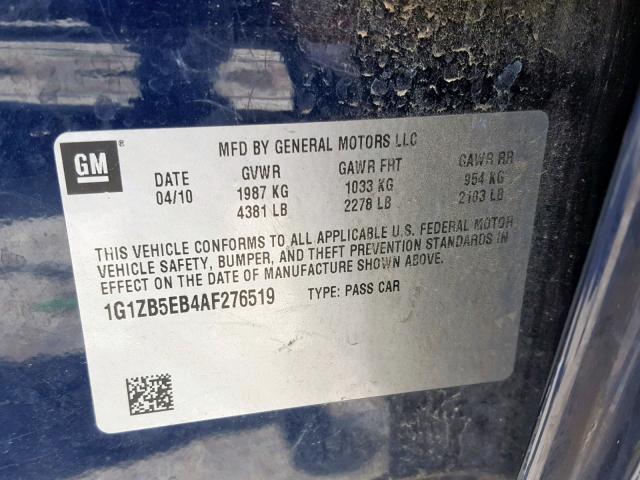 GM
®
MFD BY GENERAL MOTORS LLC
DATE GVWR GAWR FHT GAWR RR
04/10 1987 KG 1033 KG 954 KG
4381 LB 2278 LB 2103 LB
THIS VEHICLE CONFORMS TO ALL APPLICABLE U.S. FEDERAL MOTOR
VEHICLE SAFETY, BUMPER, AND THEFT PREVENTION STANDARDS IN
EFFECT ON THE DATE OF MANUFACTURE SHOWN ABOVE.
1G1ZB5EB4AF276519 TYPE: PASS CAR